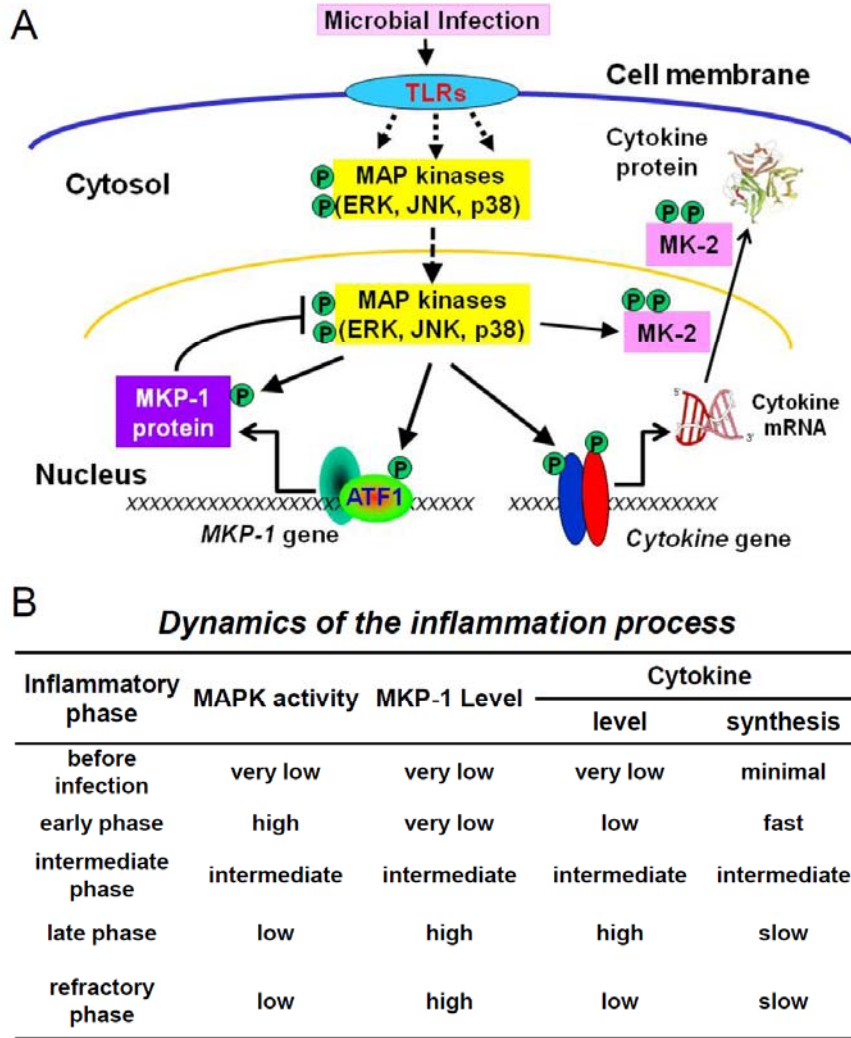 A
Microbial Infection
TLRs
Cell membrane
Cytosol
Cytokine
protein
P MAP kinases
P (ERK, JNK, p38)
P P
MK-2
P MAP kinases
P (ERK, JNK, p38)
P P
MK-2
MKP-1
protein
P
5'
3'
Cytokine
mRNA
Nucleus
P
ATF1
P
P
xxxxxxxxxxxxxxxxxxxxxxxxxxxxxx
xxxxxxxxxxxxxxxxxx
MKP-1 gene
Cytokine gene
B
Dynamics of the inflammation process
Inflammatory
phase
MAPK activity
MKP-1 Level
Cytokine
level synthesis
before
infection
very low very low very low minimal
early phase high very low low fast
intermediate
phase
intermediate intermediate intermediate intermediate
late phase low high high slow
refractory
phase
low high low slow